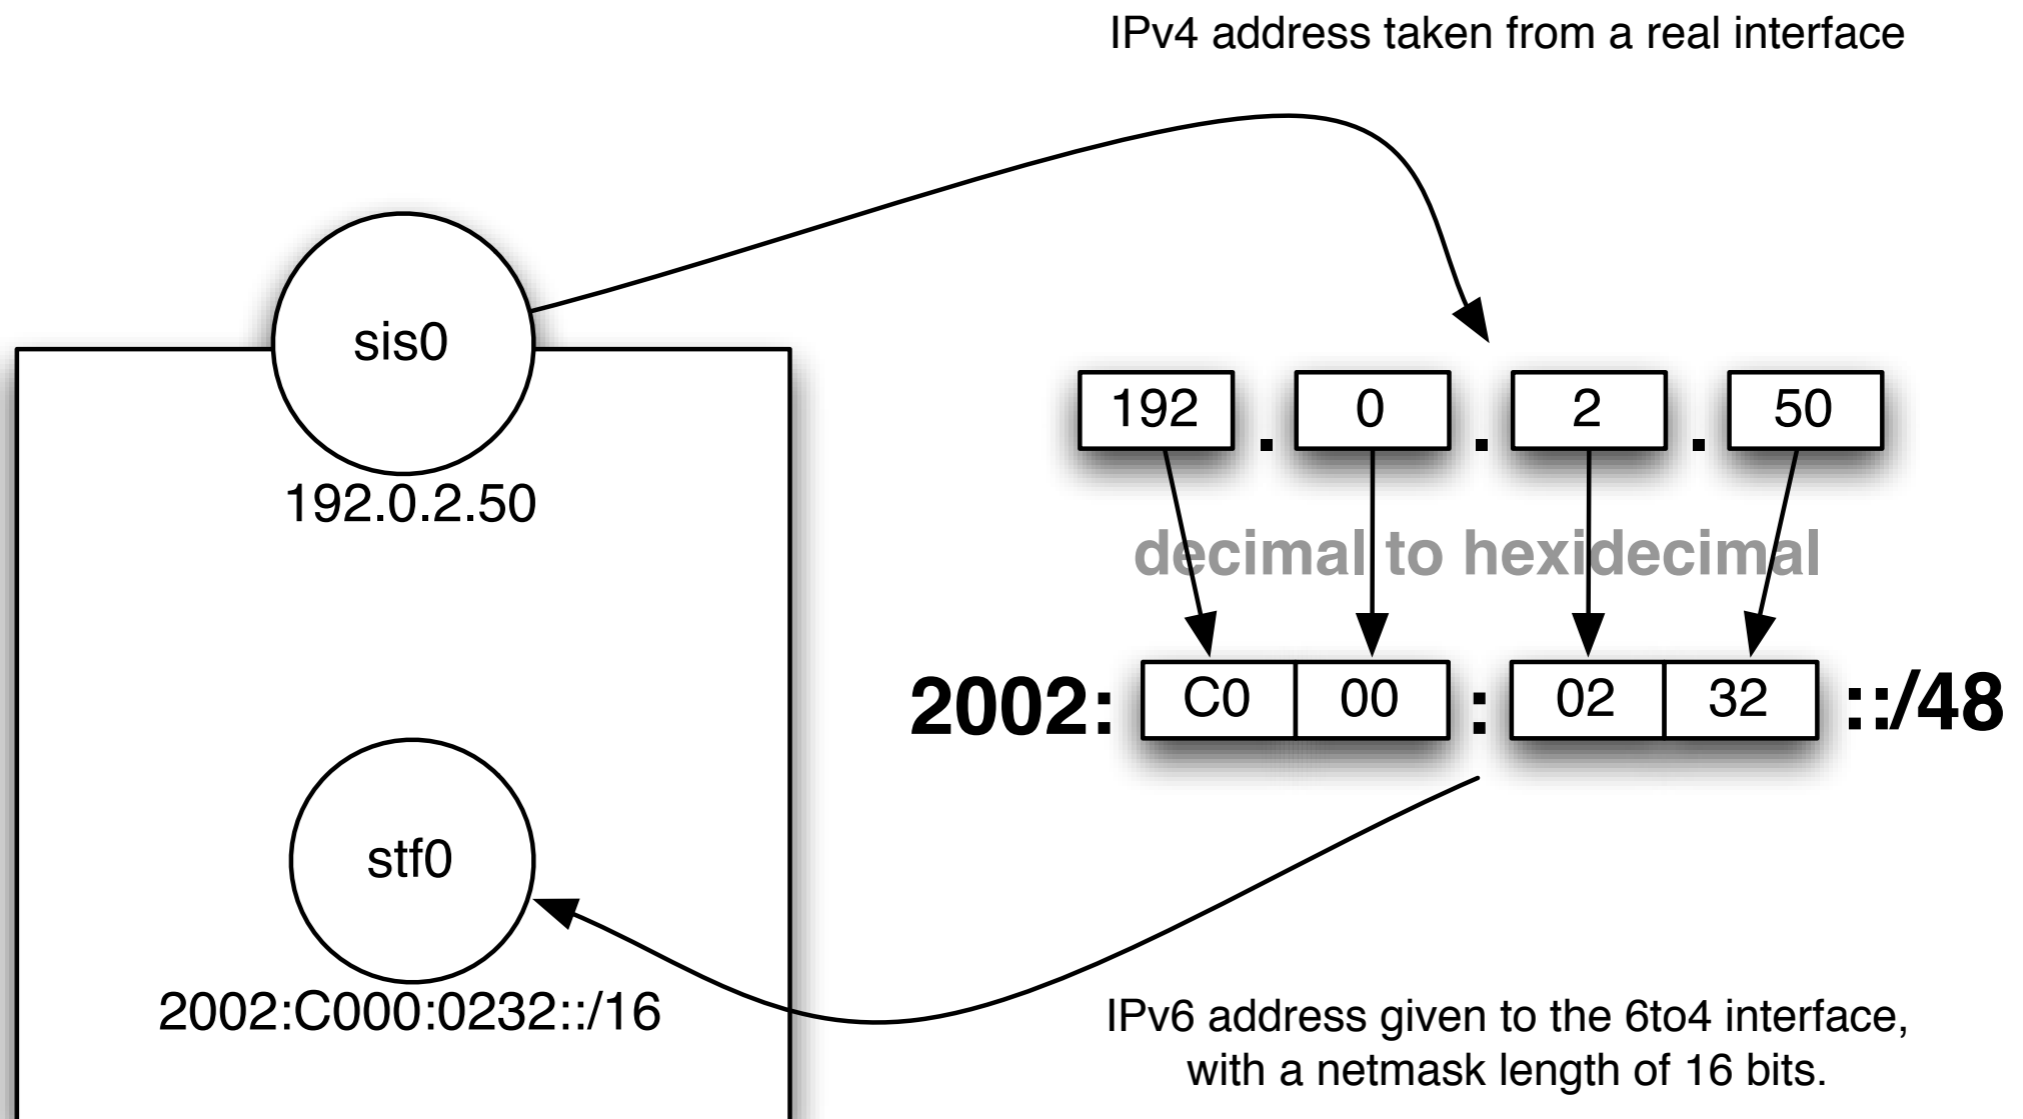 IPv4 address taken from a real interface
sis0
192.0.2.50
192 . 0 . 2 . 50
decimal to hexidecimal
2002: C0 00 : 02 32 ::/48
stf0
2002:C000:0232::/16
IPv6 address given to the 6to4 interface,
with a netmask length of 16 bits.